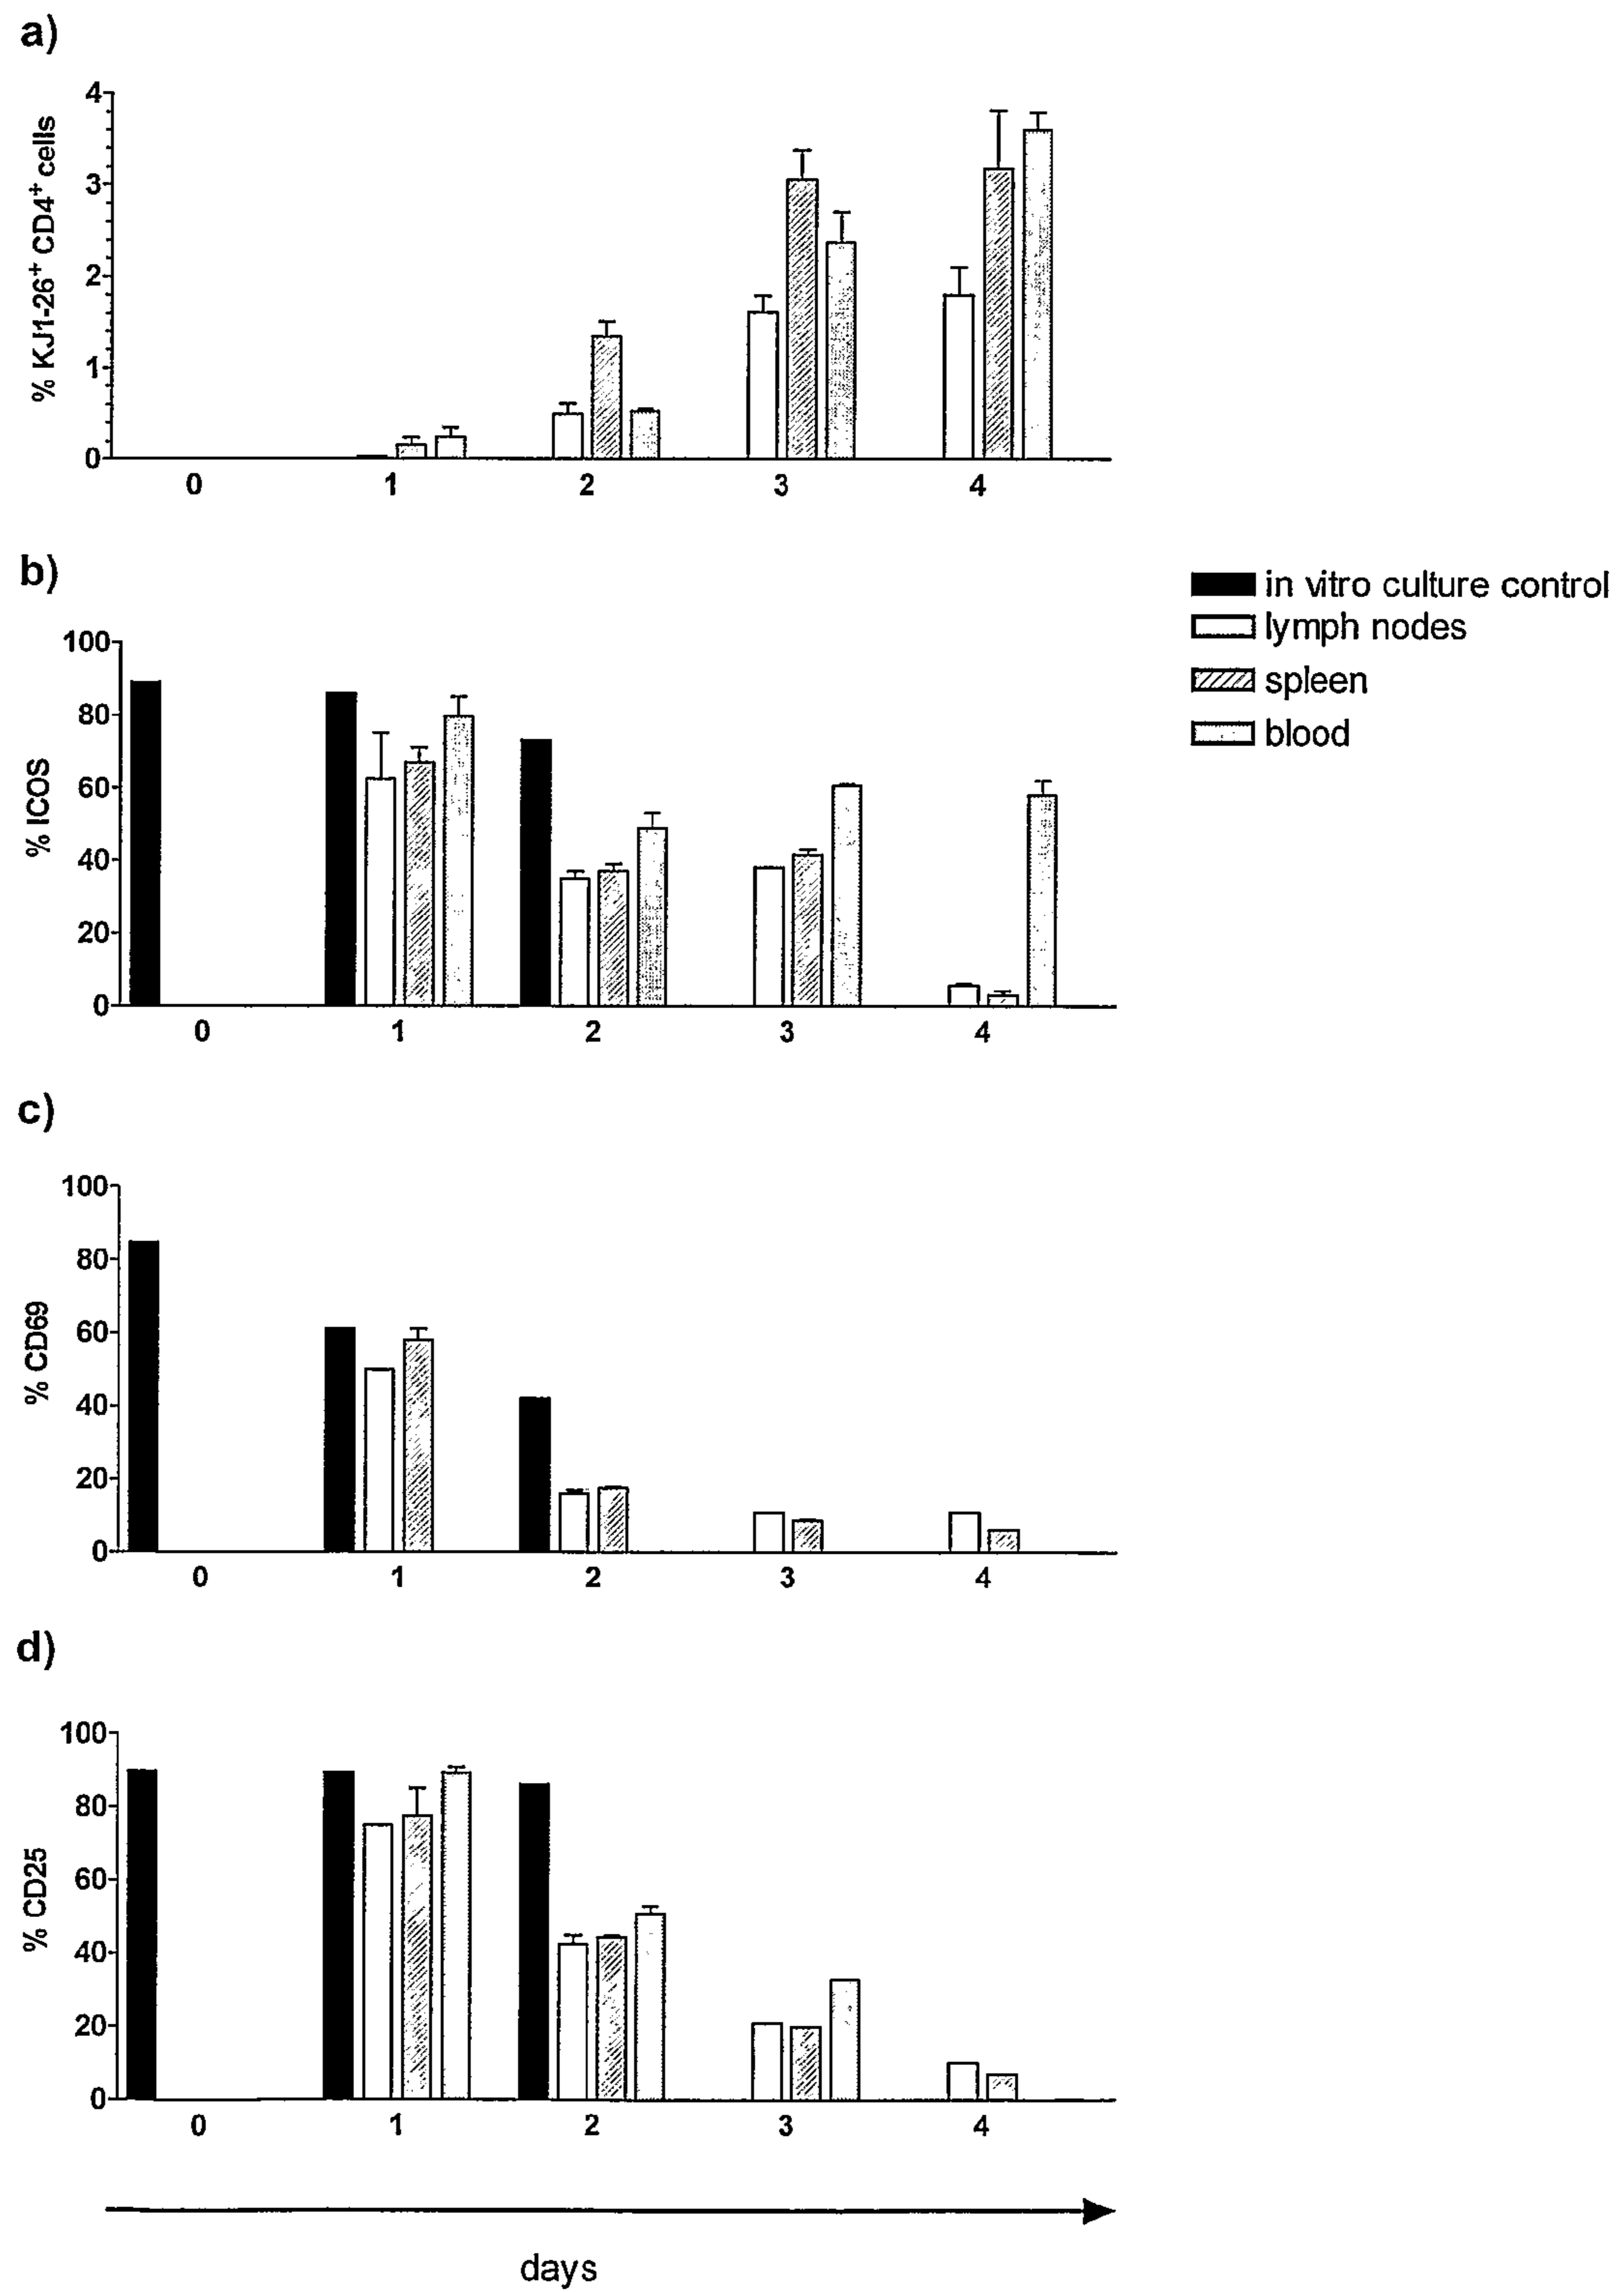 a)
4
3
2
1
0
% KJ1-26+ CD4+ cells
0 1 2 3 4
b)
100
80
60
40
20
0
% ICOS
0 1 2 3 4
in vitro culture control
lymph nodes
spleen
blood
c)
100
80
60
40
20
0
% CD69
0 1 2 3 4
d)
100
80
60
40
20
0
% CD25
0 1 2 3 4
days